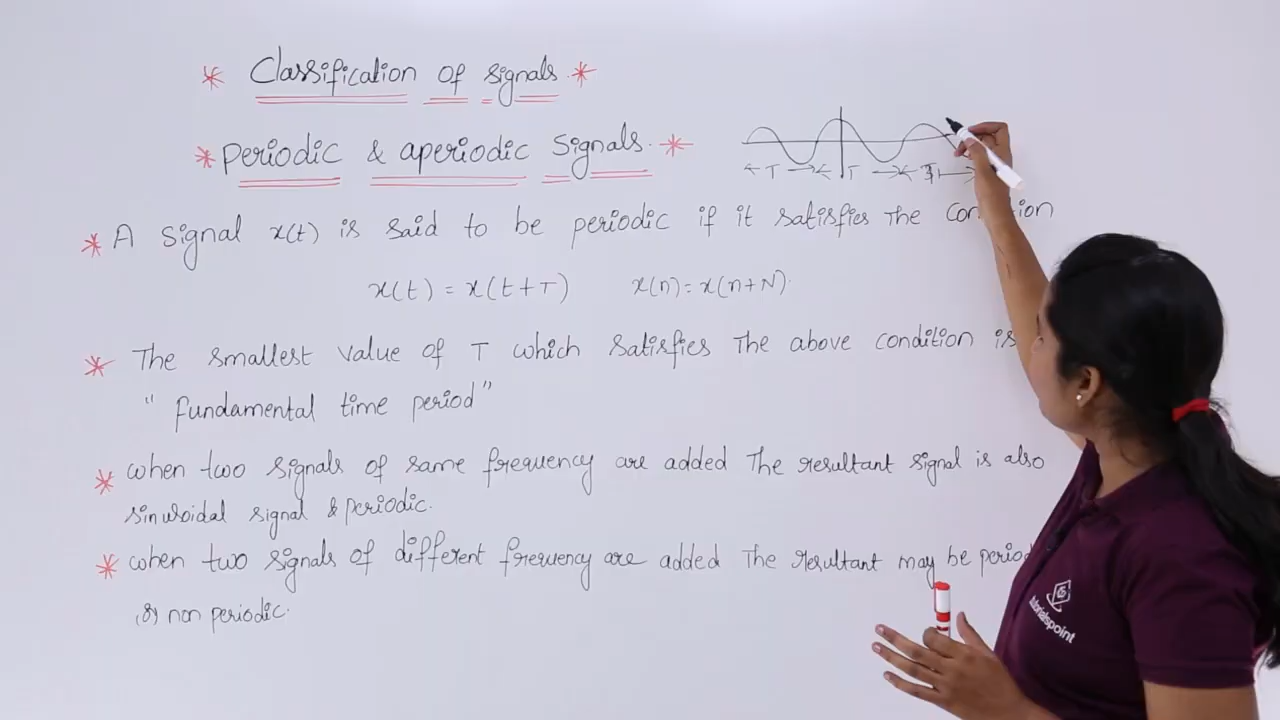 * Classification of signals *
* periodic & aperiodic signals. *
T T T
* A signal x(t) is said to be periodic if it satisfies the condition
x(t) = x(t+T) x(n) = x(n+N).
* The smallest value of T which satisfies the above condition is
" fundamental time period "
* when two signals of same frequency are added the resultant signal is also
sinusoidal signal & periodic.
* when two signals of different frequency are added the resultant may be period
(or) non periodic.
tutorialspoint